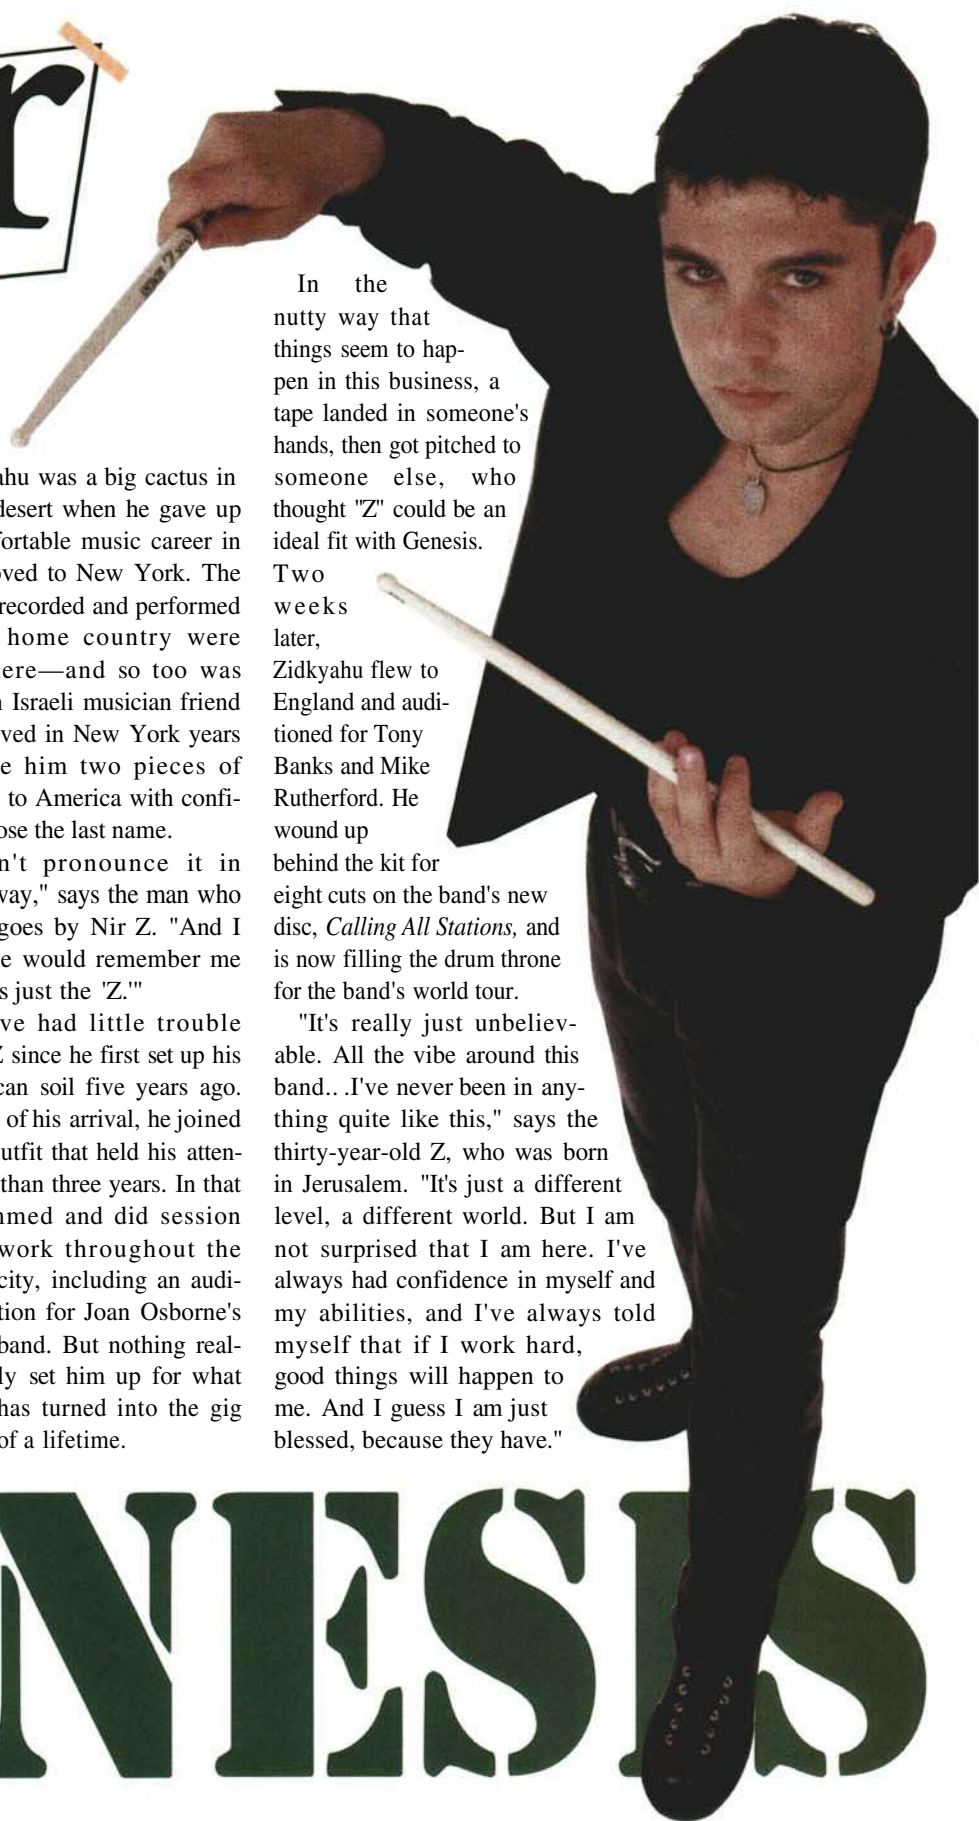 r
ahu was a big cactus in
desert when he gave up
fortable music career in
oved to New York. The
recorded and performed
home country were
ere—and so too was
n Israeli musician friend
ved in New York years
e him two pieces of
to America with confi-
ose the last name.
n't pronounce it in
way," says the man who
goes by Nir Z. "And I
e would remember me
s just the 'Z.'"
ve had little trouble
Z since he first set up his
can soil five years ago.
of his arrival, he joined
utfit that held his atten-
than three years. In that
mmed and did session
work throughout the
city, including an audi-
tion for Joan Osborne's
band. But nothing real-
ly set him up for what
has turned into the gig
of a lifetime.
In the
nutty way that
things seem to hap-
pen in this business, a
tape landed in someone's
hands, then got pitched to
someone else, who
thought "Z" could be an
ideal fit with Genesis.
Two
weeks
later,
Zidkyahu flew to
England and audi-
tioned for Tony
Banks and Mike
Rutherford. He
wound up
behind the kit for
eight cuts on the band's new
disc, Calling All Stations, and
is now filling the drum throne
for the band's world tour.
"It's really just unbeliev-
able. All the vibe around this
band.. .I've never been in any-
thing quite like this," says the
thirty-year-old Z, who was born
in Jerusalem. "It's just a different
level, a different world. But I am
not surprised that I am here. I've
always had confidence in myself and
my abilities, and I've always told
myself that if I work hard,
good things will happen to
me. And I guess I am just
blessed, because they have."
NESIS